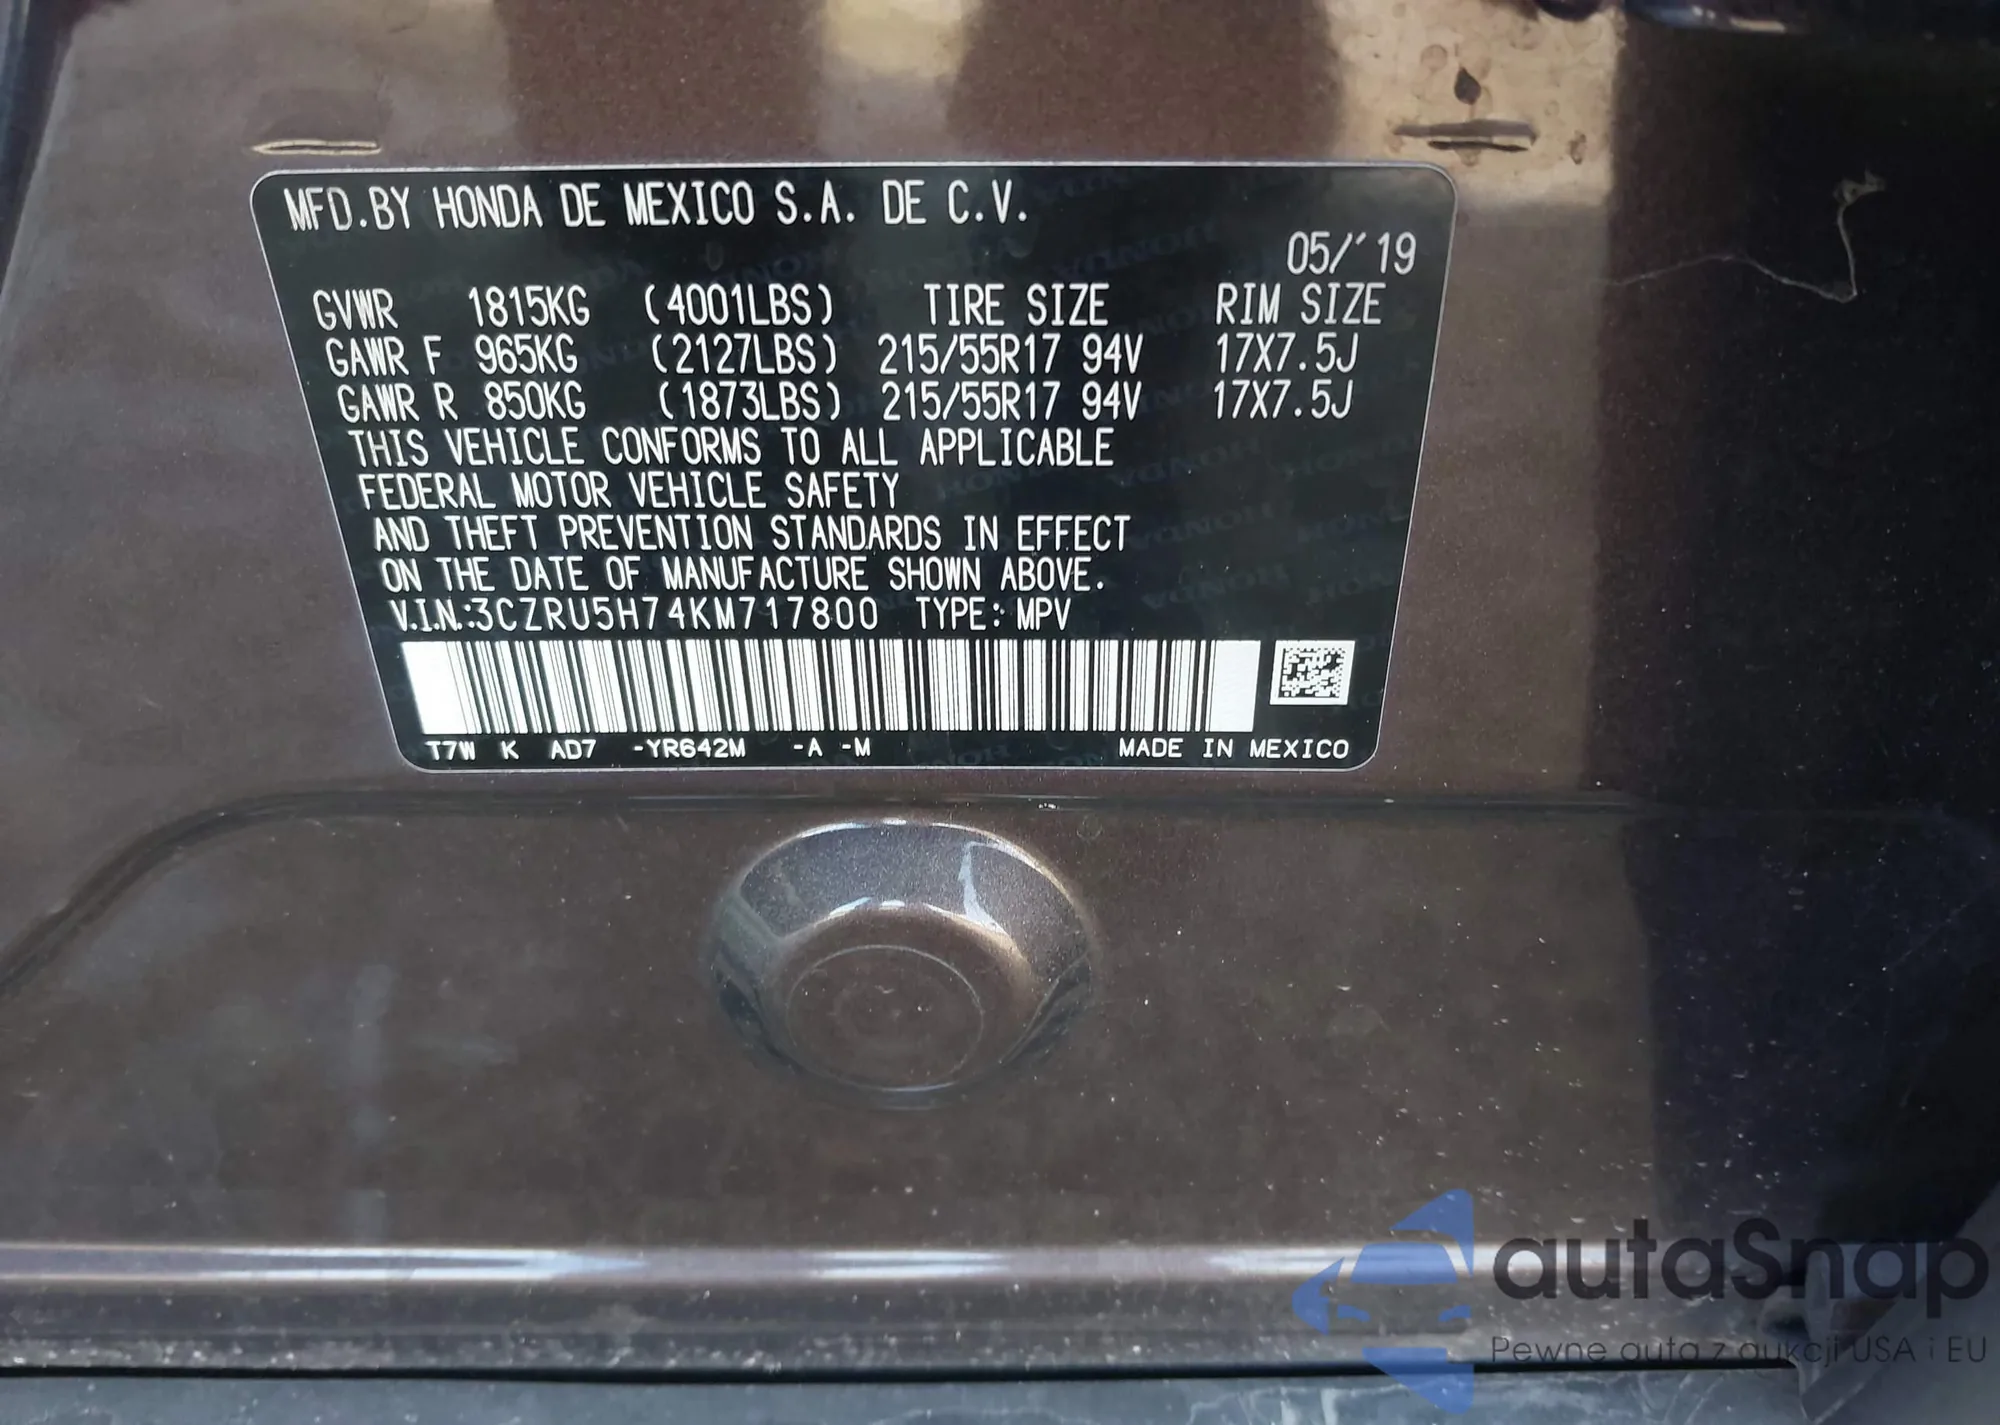 MFD.BY HONDA DE MEXICO S.A. DE C.V.
05/'19
GVWR 1815KG (4001LBS) TIRE SIZE RIM SIZE
GAWR F 965KG (2127LBS) 215/55R17 94V 17X7.5J
GAWR R 850KG (1873LBS) 215/55R17 94V 17X7.5J
THIS VEHICLE CONFORMS TO ALL APPLICABLE
FEDERAL MOTOR VEHICLE SAFETY
AND THEFT PREVENTION STANDARDS IN EFFECT
ON THE DATE OF MANUFACTURE SHOWN ABOVE.
V.I.N.:3CZRU5H74KM717800 TYPE: MPV
T7W K AD7 -YR642M -A -M MADE IN MEXICO
autaSnap
Pewne auta z aukcji USA i EU